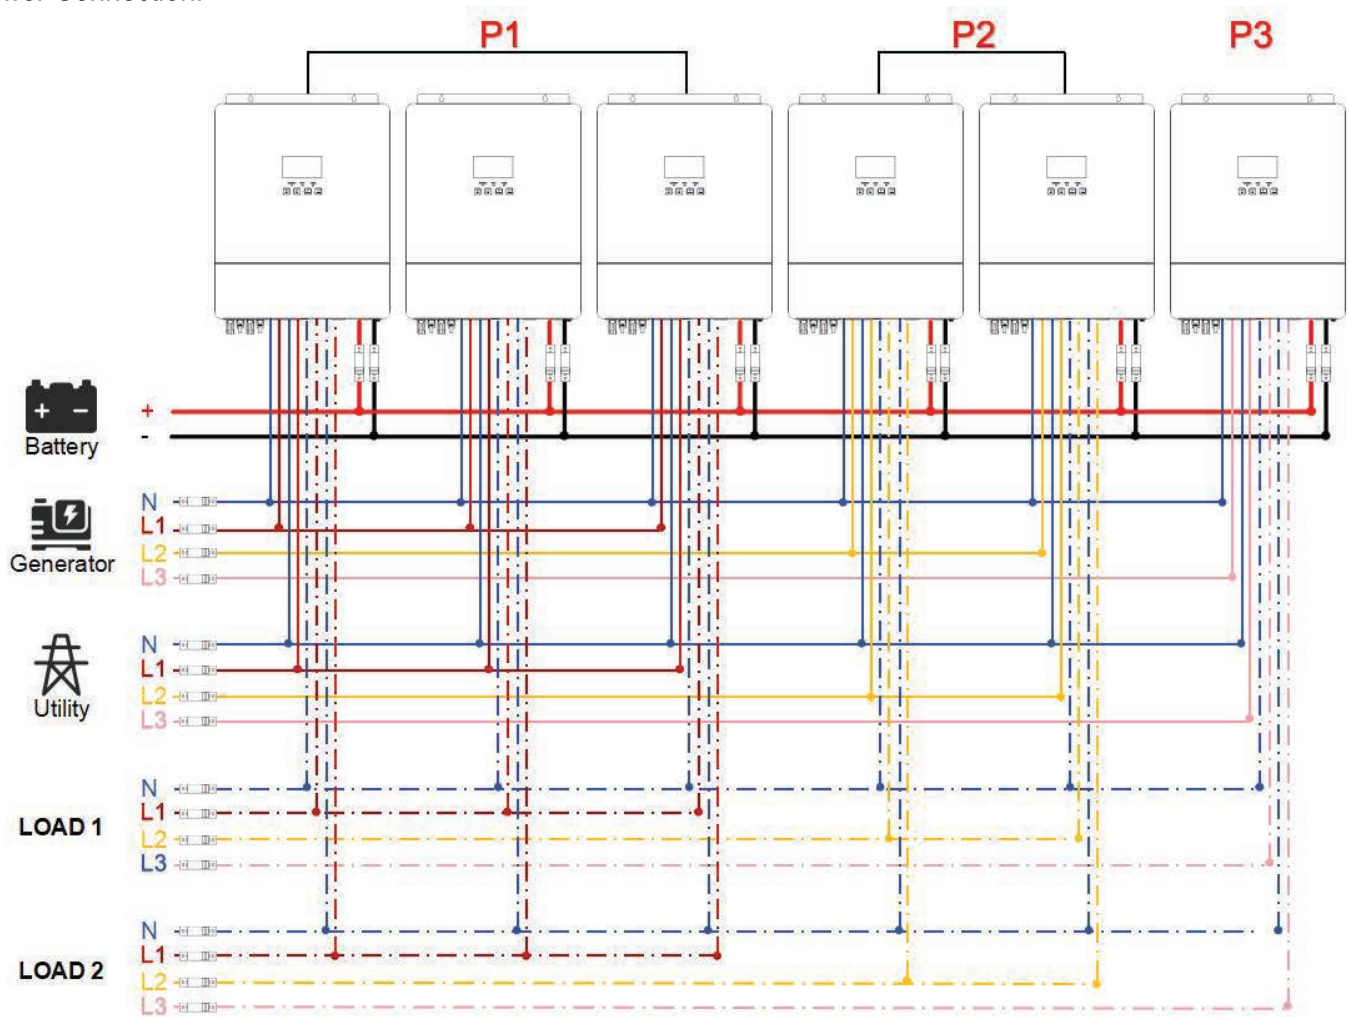 P1 P2 P3
+
-
Battery
N
L1
L2
L3
Generator
N
L1
L2
L3
Utility
N
L1
L2
L3
LOAD 1
N
L1
L2
L3
LOAD 2